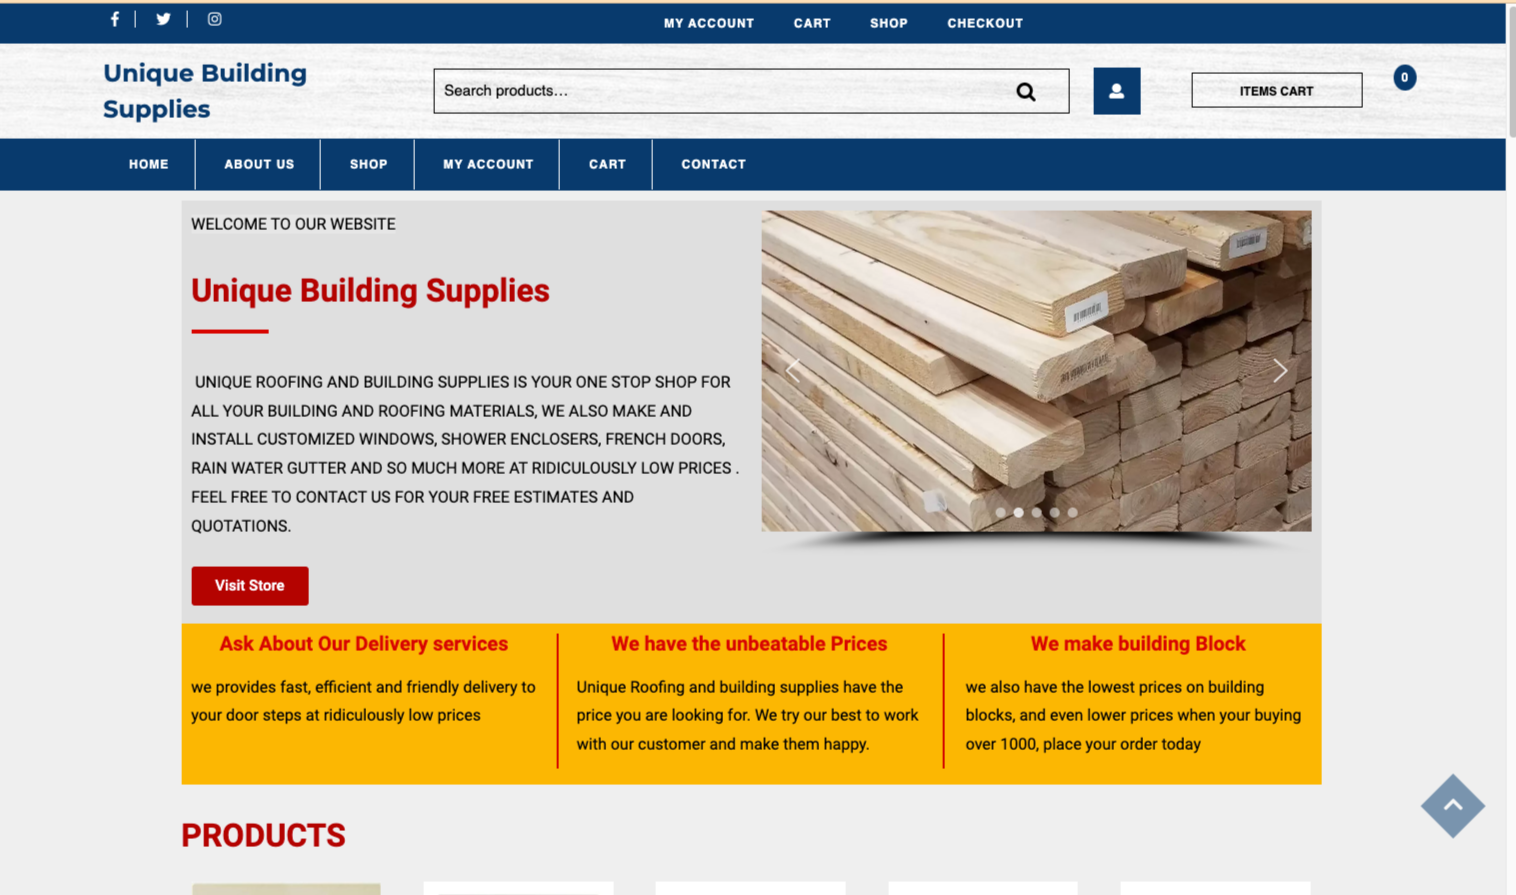 MY ACCOUNT CART SHOP CHECKOUT
Unique Building
Supplies
Search products...
ITEMS CART
0
HOME ABOUT US SHOP MY ACCOUNT CART CONTACT
WELCOME TO OUR WEBSITE
Unique Building Supplies
UNIQUE ROOFING AND BUILDING SUPPLIES IS YOUR ONE STOP SHOP FOR
ALL YOUR BUILDING AND ROOFING MATERIALS, WE ALSO MAKE AND
INSTALL CUSTOMIZED WINDOWS, SHOWER ENCLOSERS, FRENCH DOORS,
RAIN WATER GUTTER AND SO MUCH MORE AT RIDICULOUSLY LOW PRICES .
FEEL FREE TO CONTACT US FOR YOUR FREE ESTIMATES AND
QUOTATIONS.
Visit Store
Ask About Our Delivery services
we provides fast, efficient and friendly delivery to
your door steps at ridiculously low prices
We have the unbeatable Prices
Unique Roofing and building supplies have the
price you are looking for. We try our best to work
with our customer and make them happy.
We make building Block
we also have the lowest prices on building
blocks, and even lower prices when your buying
over 1000, place your order today
PRODUCTS